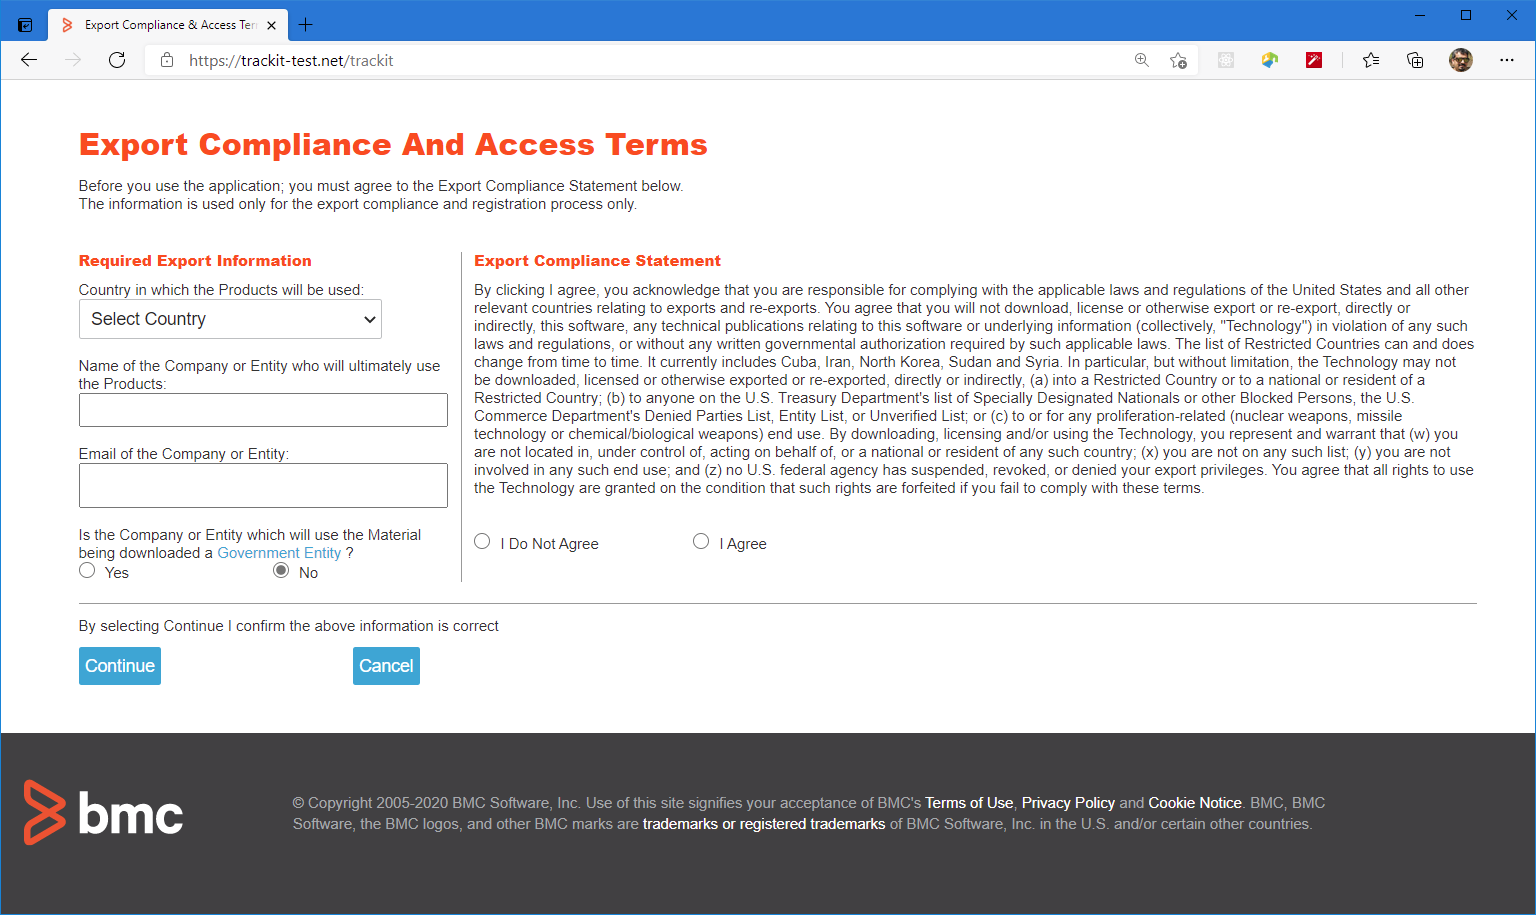 Export Compliance & Access Ter
https://trackit-test.net/trackit
Export Compliance And Access Terms
Before you use the application; you must agree to the Export Compliance Statement below.
The information is used only for the export compliance and registration process only.
Required Export Information
Country in which the Products will be used:
Select Country
Name of the Company or Entity who will ultimately use
the Products:
Email of the Company or Entity:
Is the Company or Entity which will use the Material
being downloaded a Government Entity ?
Yes No
Export Compliance Statement
By clicking I agree, you acknowledge that you are responsible for complying with the applicable laws and regulations of the United States and all other
relevant countries relating to exports and re-exports. You agree that you will not download, license or otherwise export or re-export, directly or
indirectly, this software, any technical publications relating to this software or underlying information (collectively, "Technology") in violation of any such
laws and regulations, or without any written governmental authorization required by such applicable laws. The list of Restricted Countries can and does
change from time to time. It currently includes Cuba, Iran, North Korea, Sudan and Syria. In particular, but without limitation, the Technology may not
be downloaded, licensed or otherwise exported or re-exported, directly or indirectly, (a) into a Restricted Country or to a national or resident of a
Restricted Country; (b) to anyone on the U.S. Treasury Department's list of Specially Designated Nationals or other Blocked Persons, the U.S.
Commerce Department's Denied Parties List, Entity List, or Unverified List; or (c) to or for any proliferation-related (nuclear weapons, missile
technology or chemical/biological weapons) end use. By downloading, licensing and/or using the Technology, you represent and warrant that (w) you
are not located in, under control of, acting on behalf of, or a national or resident of any such country; (x) you are not on any such list; (y) you are not
involved in any such end use; and (z) no U.S. federal agency has suspended, revoked, or denied your export privileges. You agree that all rights to use
the Technology are granted on the condition that such rights are forfeited if you fail to comply with these terms.
I Do Not Agree I Agree
By selecting Continue I confirm the above information is correct
Continue Cancel
bmc
© Copyright 2005-2020 BMC Software, Inc. Use of this site signifies your acceptance of BMC's Terms of Use, Privacy Policy and Cookie Notice. BMC, BMC
Software, the BMC logos, and other BMC marks are trademarks or registered trademarks of BMC Software, Inc. in the U.S. and/or certain other countries.